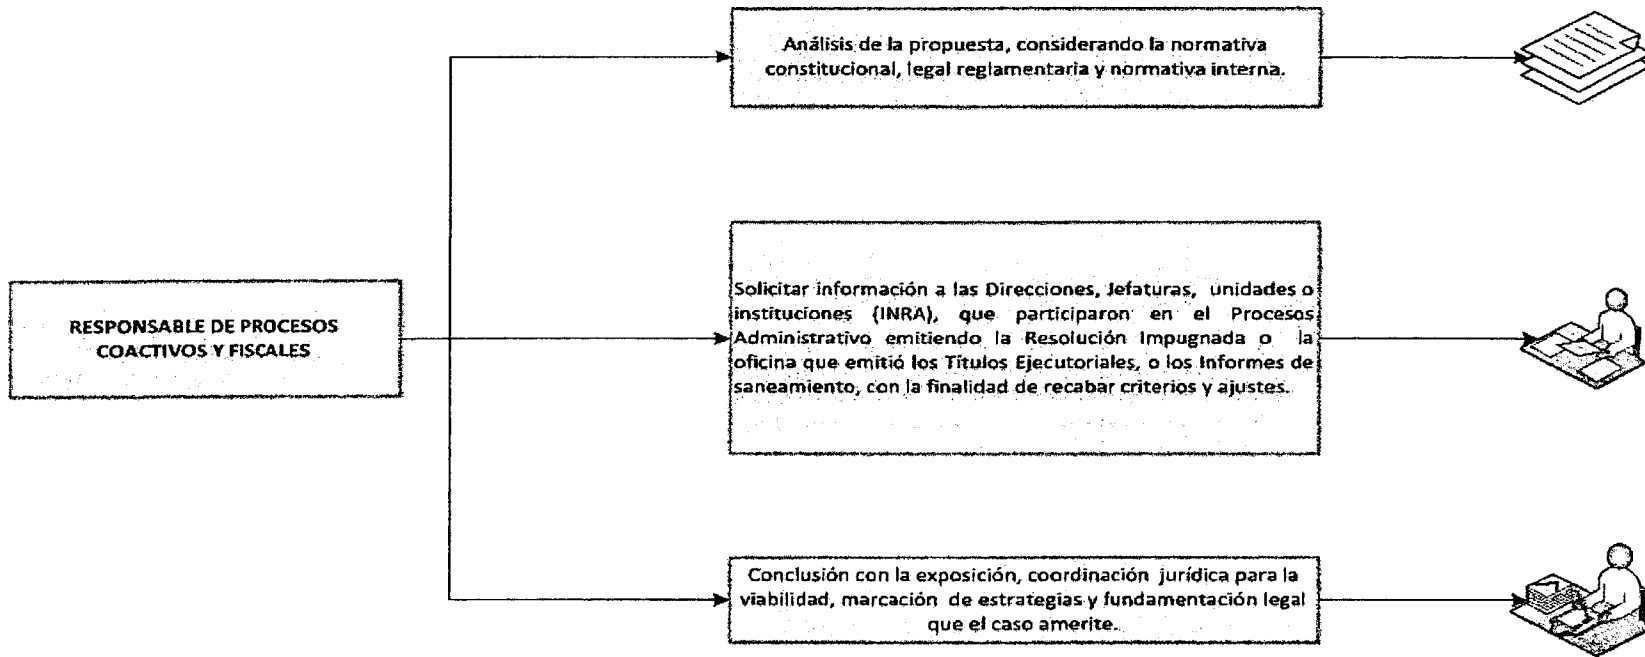 Análisis de la propuesta, considerando la normativa
constitucional, legal reglamentaria y normativa interna.
RESPONSABLE DE PROCESOS
COACTIVOS Y FISCALES
Solicitar información a las Direcciones, Jefaturas, unidades o
instituciones (INRA), que participaron en el Procesos
Administrativo emitiendo la Resolución Impugnada o la
oficina que emitió los Títulos Ejecutoriales, o los Informes de
saneamiento, con la finalidad de recabar criterios y ajustes.
Conclusión con la exposición, coordinación jurídica para la
viabilidad, marcación de estrategias y fundamentación legal
que el caso amerite.